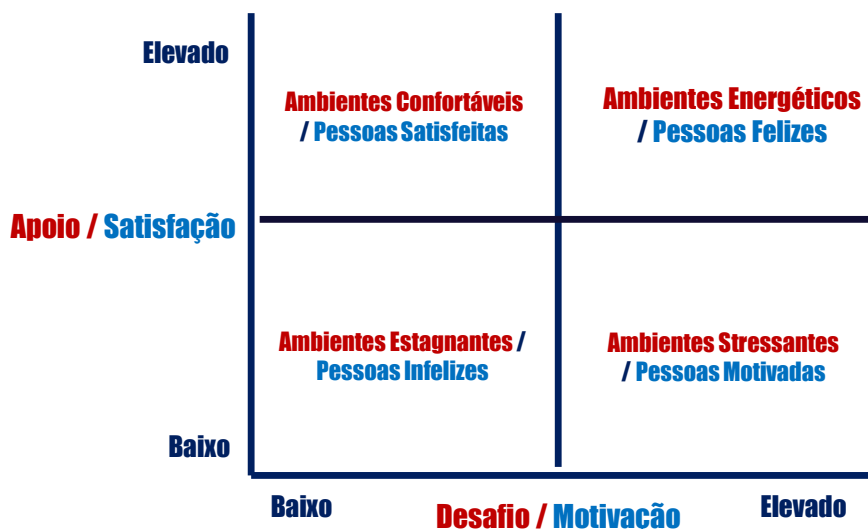 Elevado
Ambientes Confortáveis
/ Pessoas Satisfeitas
Ambientes Energéticos
/ Pessoas Felizes
Apoio / Satisfação
Ambientes Estagnantes /
Pessoas Infelizes
Ambientes Stressantes
/ Pessoas Motivadas
Baixo
Baixo
Desafio / Motivação
Elevado